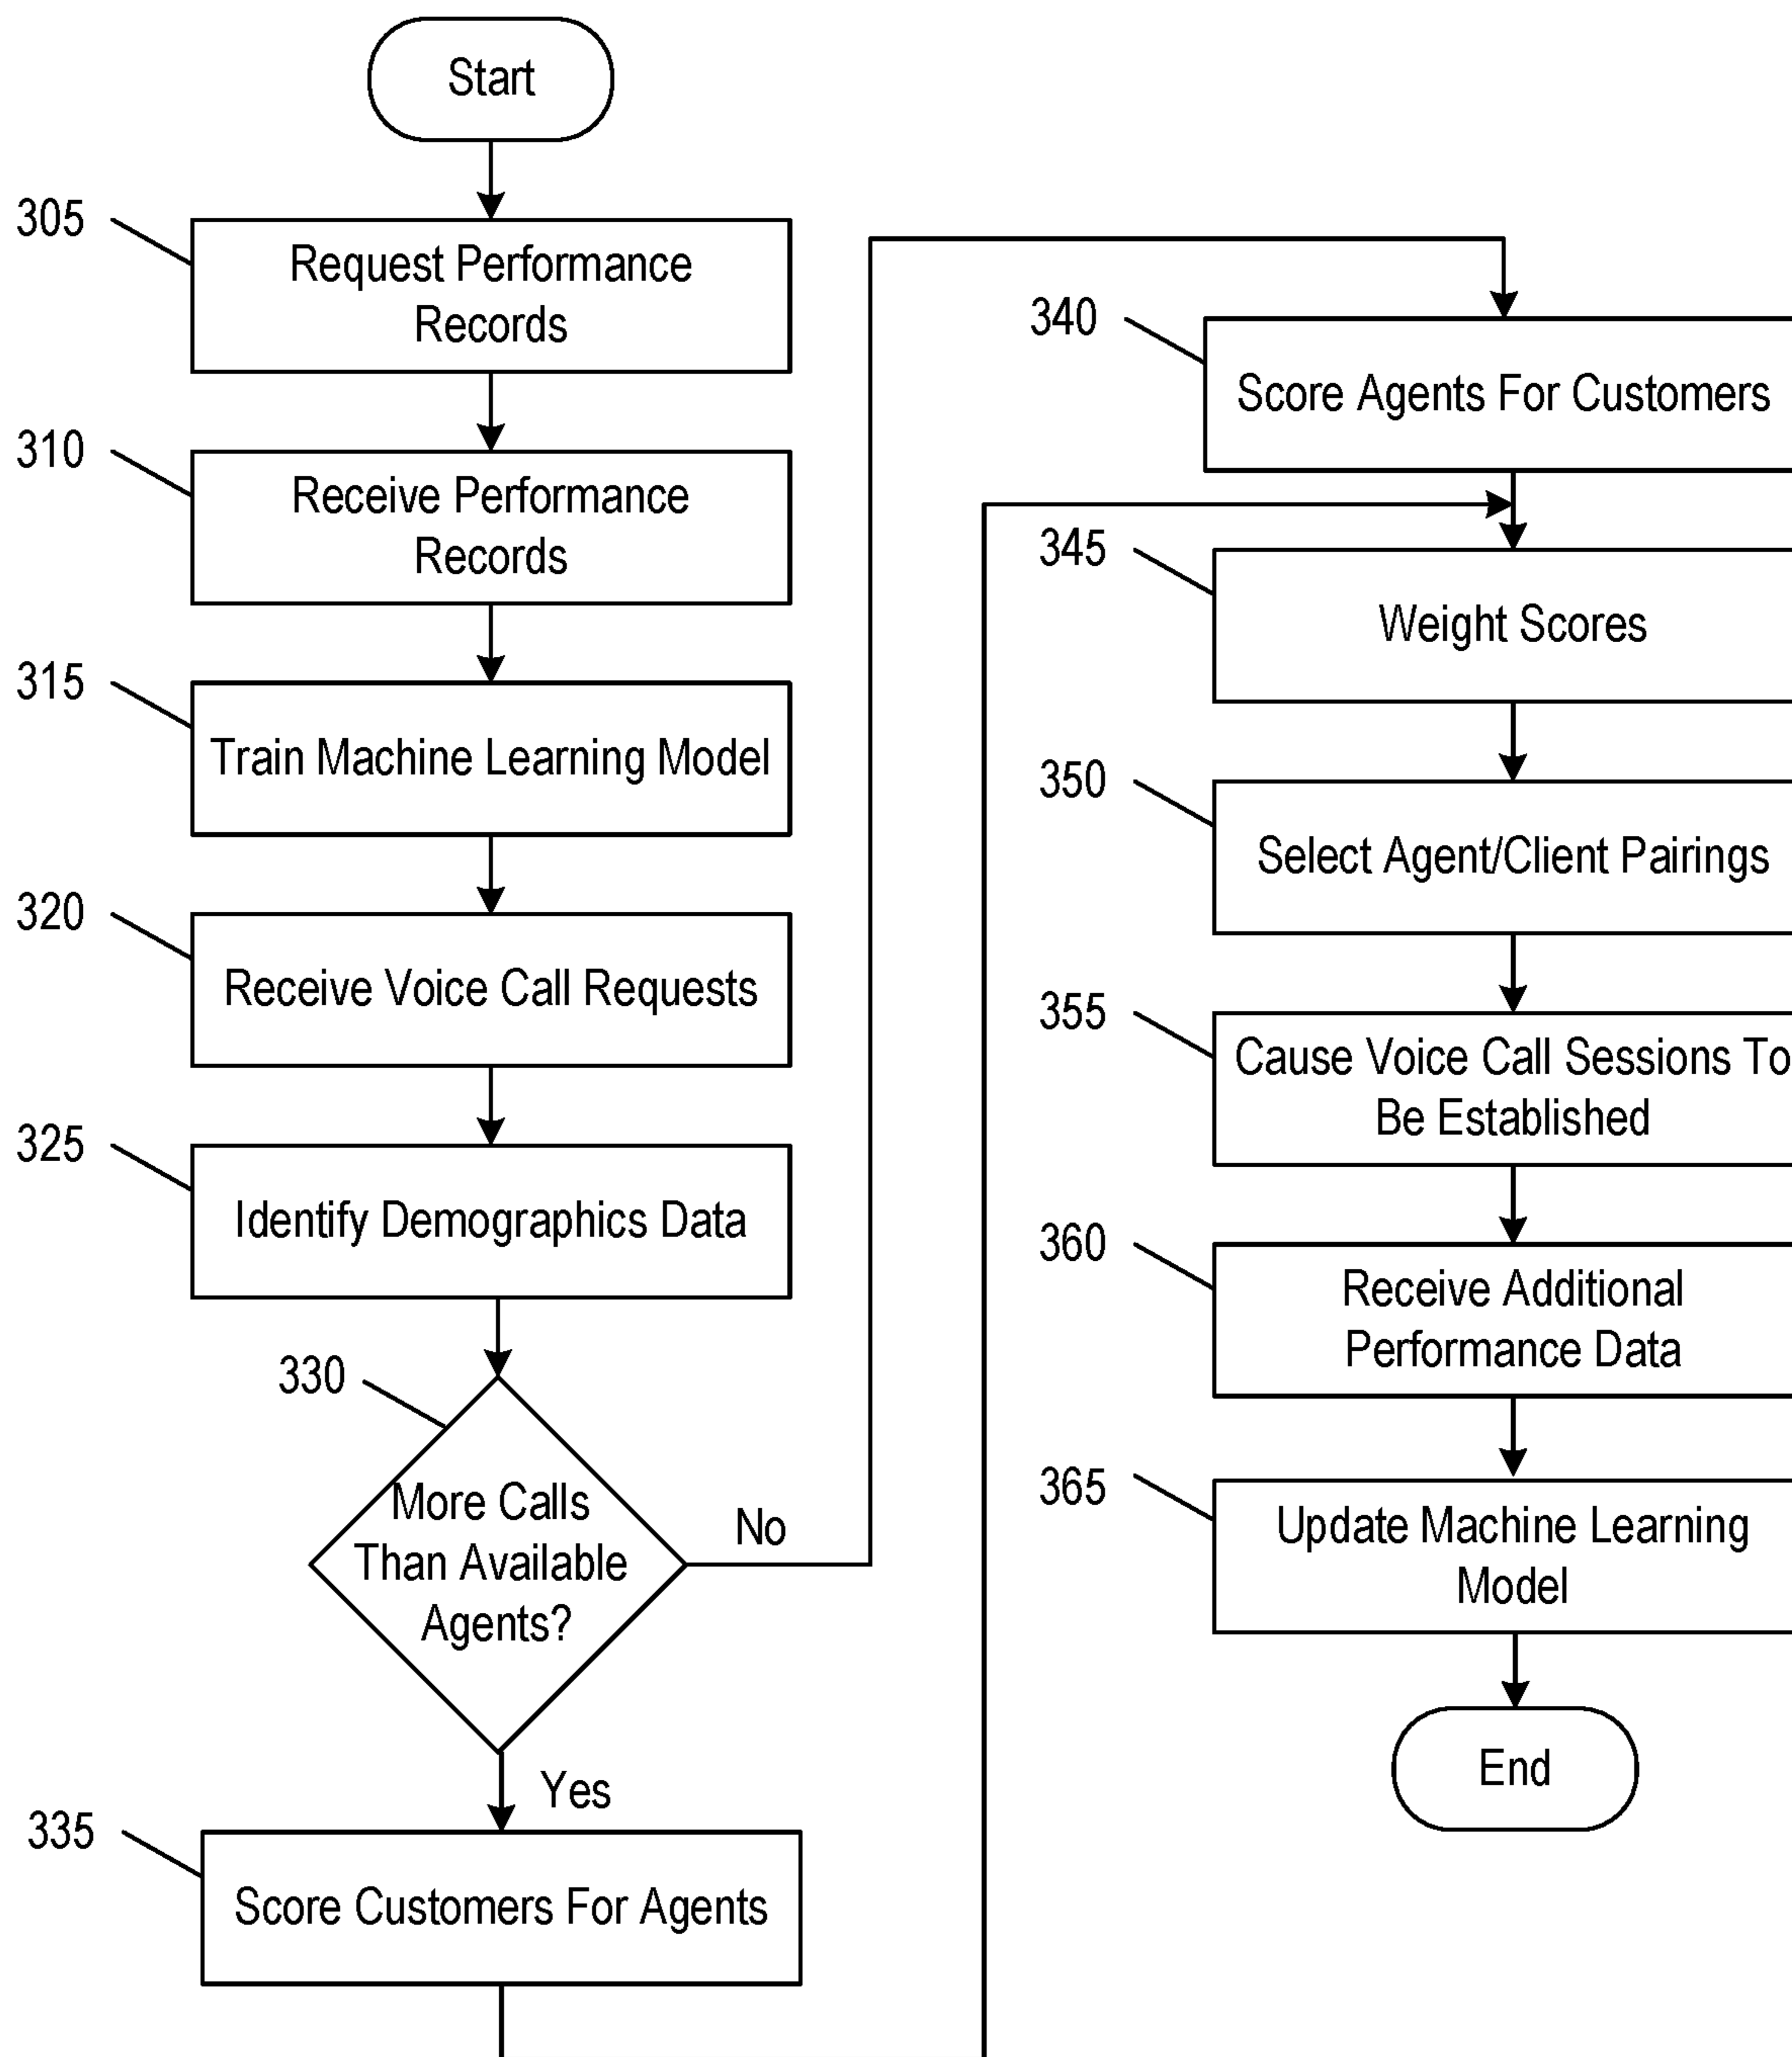 Start
305
Request Performance
Records
310
Receive Performance
Records
315
Train Machine Learning Model
320
Receive Voice Call Requests
325
Identify Demographics Data
330
More Calls
Than Available
Agents?
No
Yes
335
Score Customers For Agents
340
Score Agents For Customers
345
Weight Scores
350
Select Agent/Client Pairings
355
Cause Voice Call Sessions To
Be Established
360
Receive Additional
Performance Data
365
Update Machine Learning
Model
End